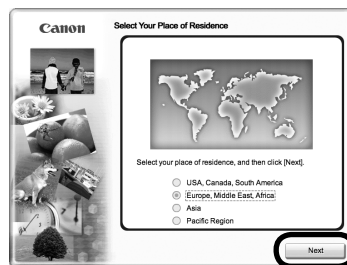 Canon
Select Your Place of Residence
Select your place of residence, and then click [Next].
USA, Canada, South America
Europe, Middle East, Africa
Asia
Pacific Region
Next